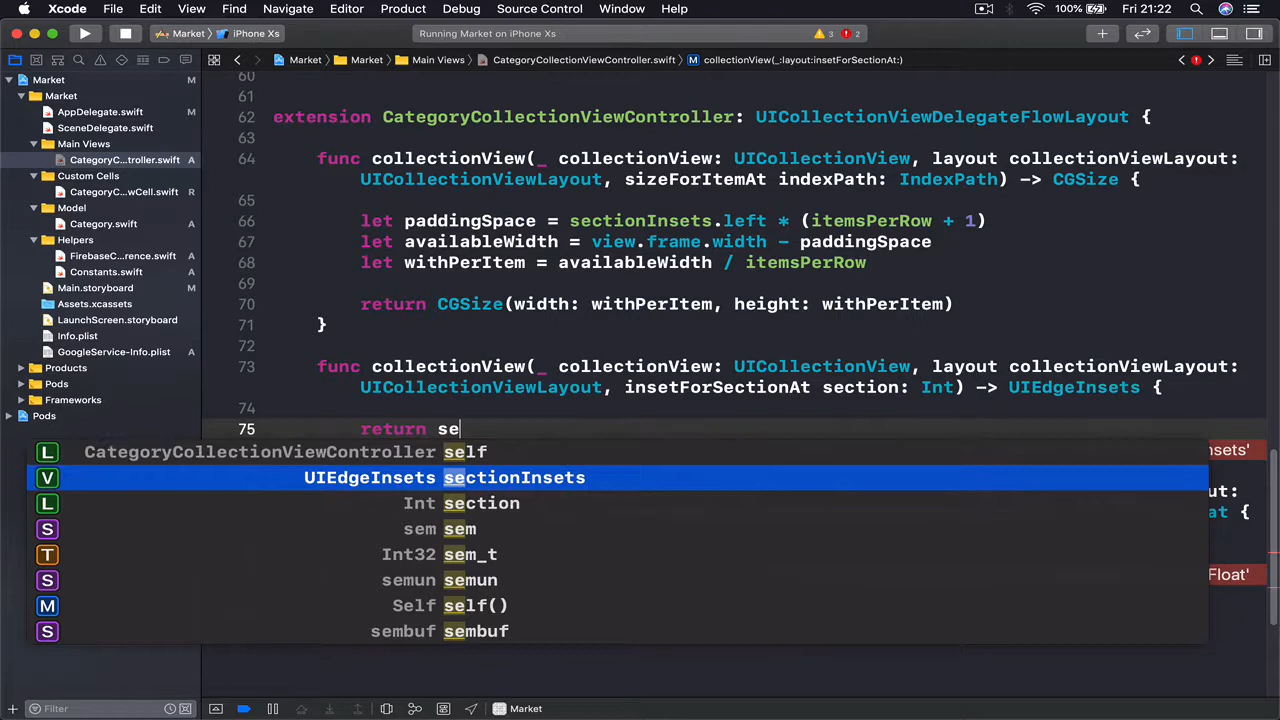 Xcode File Edit View Find Navigate Editor Product Debug Source Control Window Help 100% Fri 21:22
Market iPhone Xs Running Market on iPhone Xs 3 2
Market Market Main Views CategoryCollectionViewController.swift M collectionView(_:layout:insetForSectionAt:)
Market
Market
AppDelegate.swift M
SceneDelegate.swift
Main Views
CategoryC...troller.swift A
Custom Cells
CategoryC...wCell.swift R
Model
Category.swift A
Helpers
FirebaseC...rence.swift A
Constants.swift A
Main.storyboard M
Assets.xcassets
LaunchScreen.storyboard
Info.plist
GoogleService-Info.plist A
Products
Pods
Frameworks
Pods
Filter
60
61
62 extension CategoryCollectionViewController: UICollectionViewDelegateFlowLayout {
63
64 func collectionView(_ collectionView: UICollectionView, layout collectionViewLayout:
UICollectionViewLayout, sizeForItemAt indexPath: IndexPath) -> CGSize {
65
66 let paddingSpace = sectionInsets.left * (itemsPerRow + 1)
67 let availableWidth = view.frame.width - paddingSpace
68 let withPerItem = availableWidth / itemsPerRow
69
70 return CGSize(width: withPerItem, height: withPerItem)
71 }
72
73 func collectionView(_ collectionView: UICollectionView, layout collectionViewLayout:
UICollectionViewLayout, insetForSectionAt section: Int) -> UIEdgeInsets {
74
75 return se
L CategoryCollectionViewController self
V UIEdgeInsets sectionInsets
L Int section
S sem sem
T Int32 sem_t
S semun semun
M Self self()
S sembuf sembuf
nsets'
ut:
at {
Float'
Market